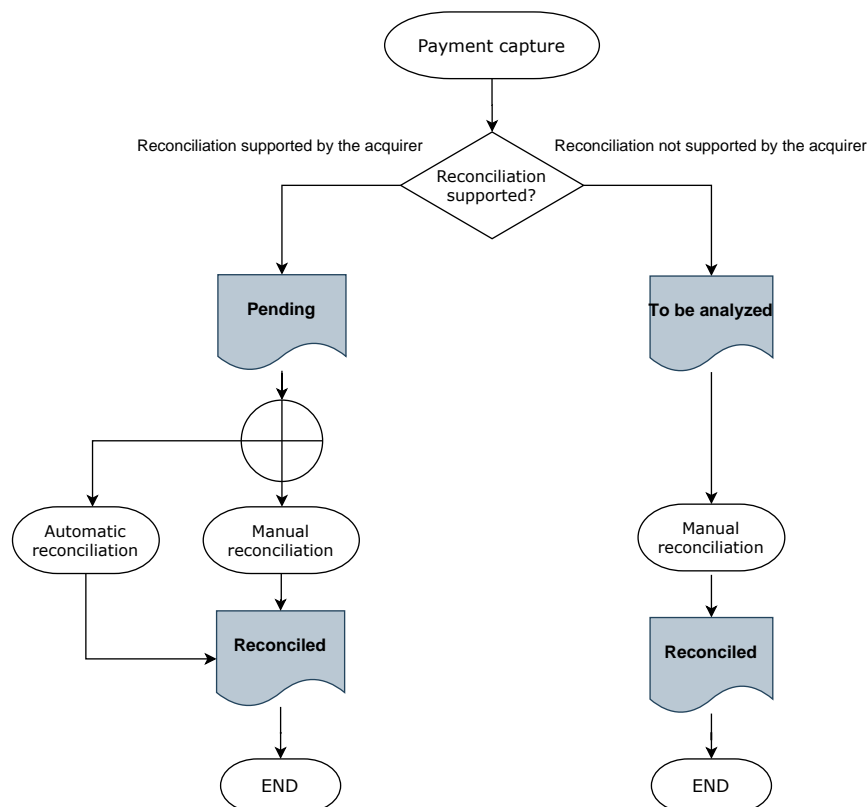 Payment capture
Reconciliation supported by the acquirer
Reconciliation not supported by the acquirer
Reconciliation
supported?
Pending
To be analyzed
Automatic
reconciliation
Manual
reconciliation
Manual
reconciliation
Reconciled
Reconciled
END
END